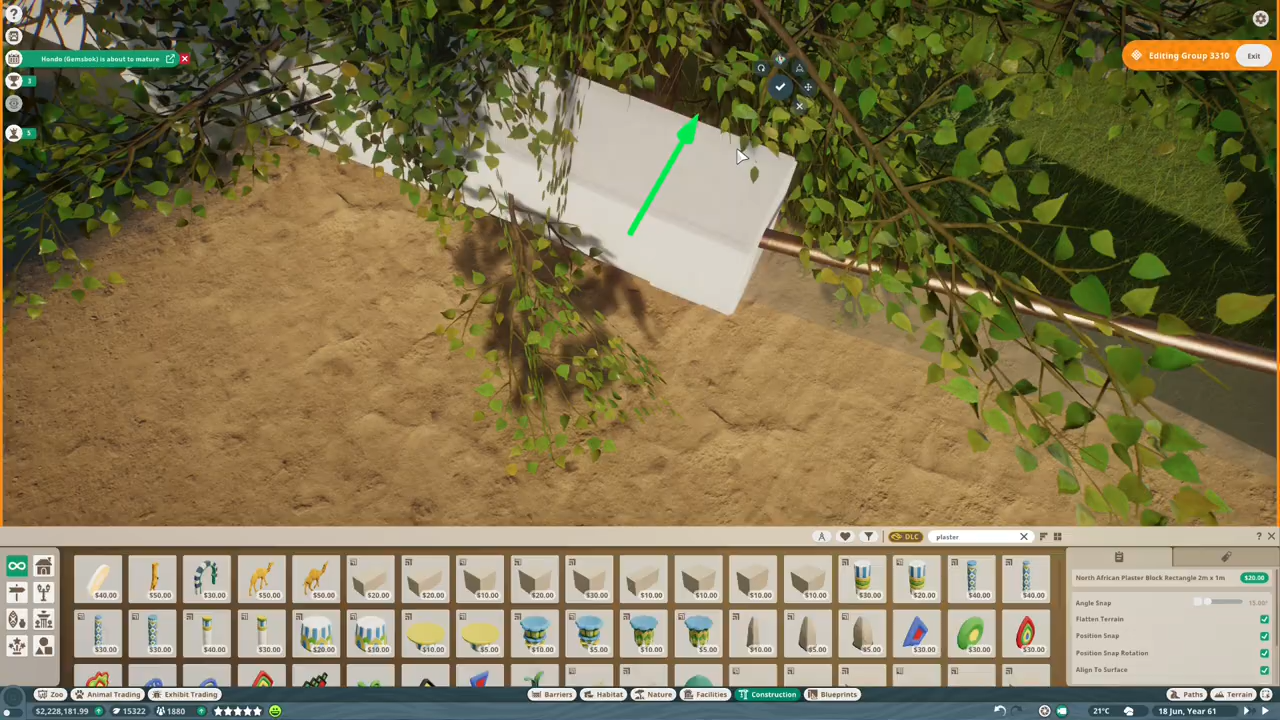 Hondo (Gemsbok) is about to mature
Editing Group 3310
Exit
1
5
DLC
plaster
$40.00 $50.00 $30.00 $50.00 $50.00 $20.00 $20.00 $10.00 $20.00 $30.00 $10.00 $10.00 $10.00 $10.00 $30.00 $20.00 $40.00 $40.00
$30.00 $30.00 $40.00 $30.00 $20.00 $10.00 $10.00 $5.00 $10.00 $5.00 $10.00 $5.00 $10.00 $5.00 $5.00 $30.00 $30.00 $30.00
North African Plaster Block Rectangle 2m x 1m
$20.00
Angle Snap
15.00°
Flatten Terrain
Position Snap
Position Snap Rotation
Align To Surface
Zoo
Animal Trading
Exhibit Trading
Barriers
Habitat
Nature
Facilities
Construction
Blueprints
Paths
Terrain
$2,228,181.99
15322
1880
21°C
18 Jun, Year 61